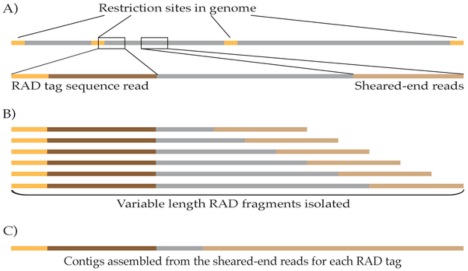 A)
Restriction sites in genome
RAD tag sequence read
Sheared-end reads
B)
Variable length RAD fragments isolated
C)
Contigs assembled from the sheared-end reads for each RAD tag